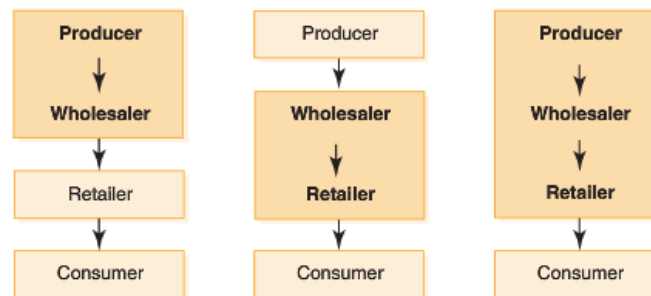 Producer
Wholesaler
Retailer
Consumer
Producer
Wholesaler
Retailer
Consumer
Producer
Wholesaler
Retailer
Consumer